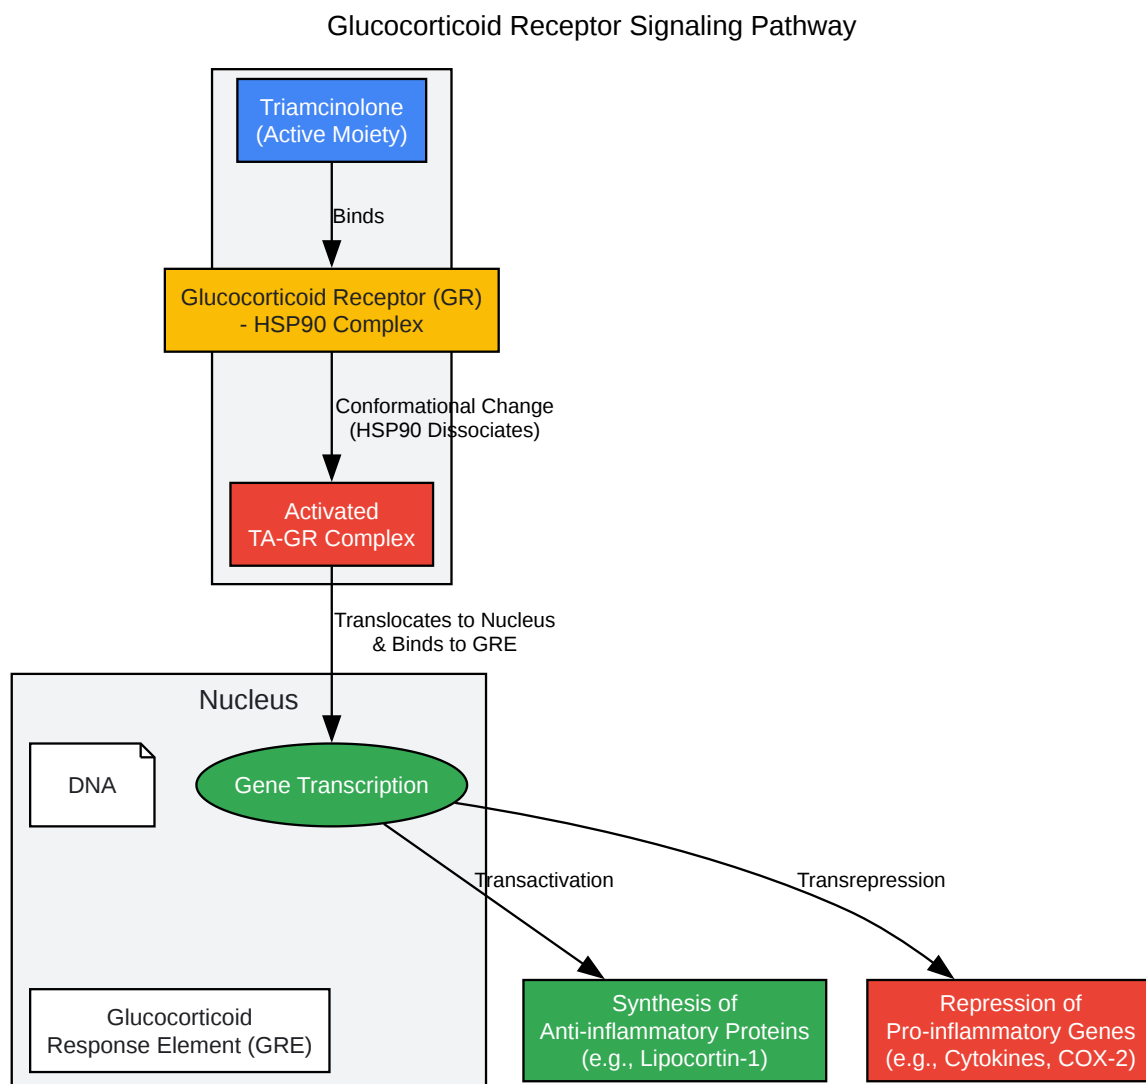 Glucocorticoid Receptor Signaling Pathway
Triamcinolone
(Active Moiety)
Binds
Glucocorticoid Receptor (GR)
- HSP90 Complex
Conformational Change
(HSP90 Dissociates)
Activated
TA-GR Complex
Translocates to Nucleus
& Binds to GRE
Nucleus
DNA
Gene Transcription
Transactivation
Transrepression
Glucocorticoid
Response Element (GRE)
Synthesis of
Anti-inflammatory Proteins
(e.g., Lipocortin-1)
Repression of
Pro-inflammatory Genes
(e.g., Cytokines, COX-2)